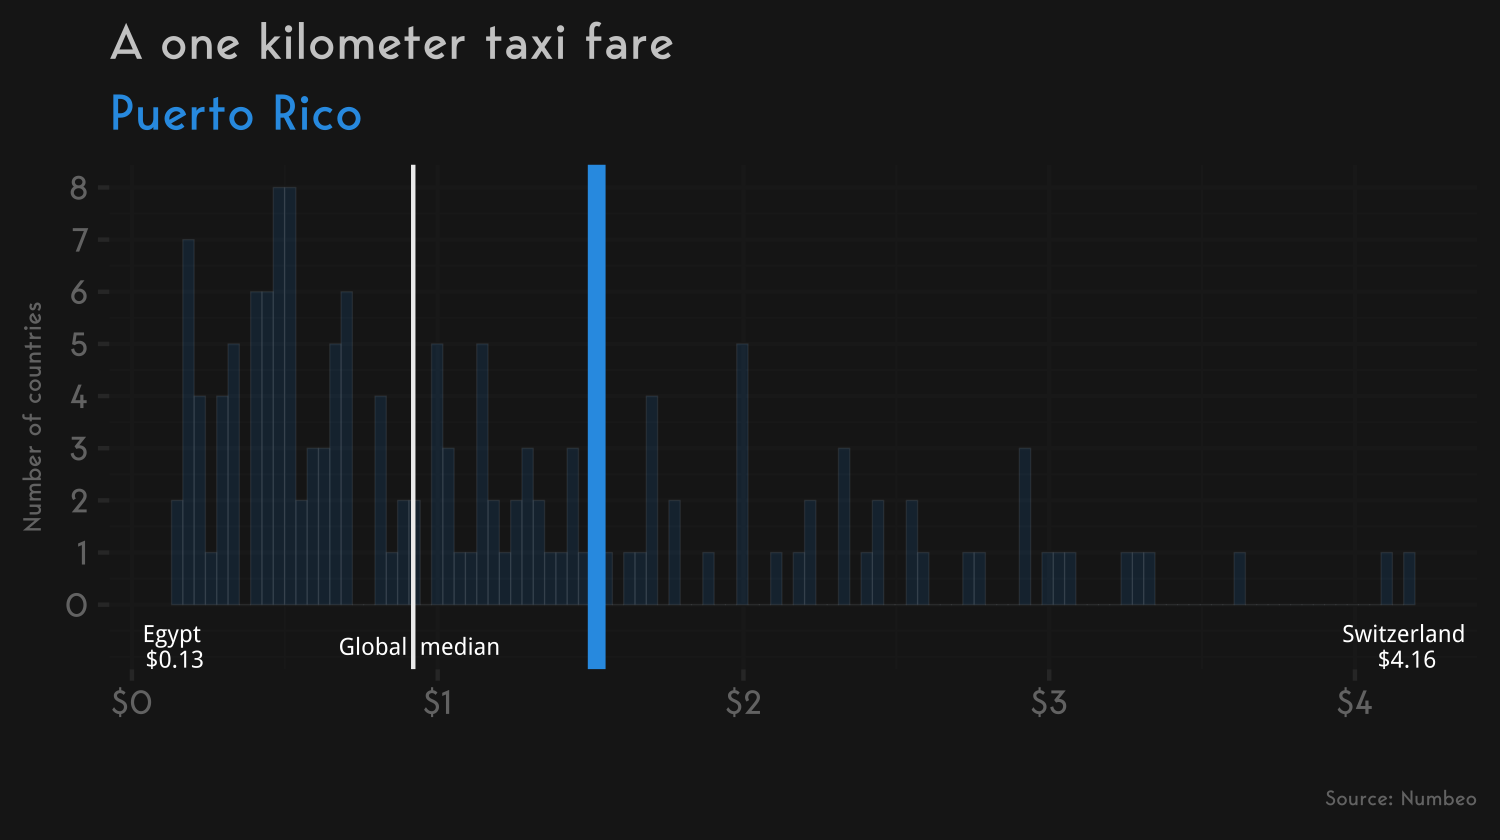 A one kilometer taxi fare
Puerto Rico
Number of countries
8
7
6
5
4
3
2
1
0
Egypt
$0.13
Global median
Switzerland
$4.16
$0
$1
$2
$3
$4
Source: Numbeo